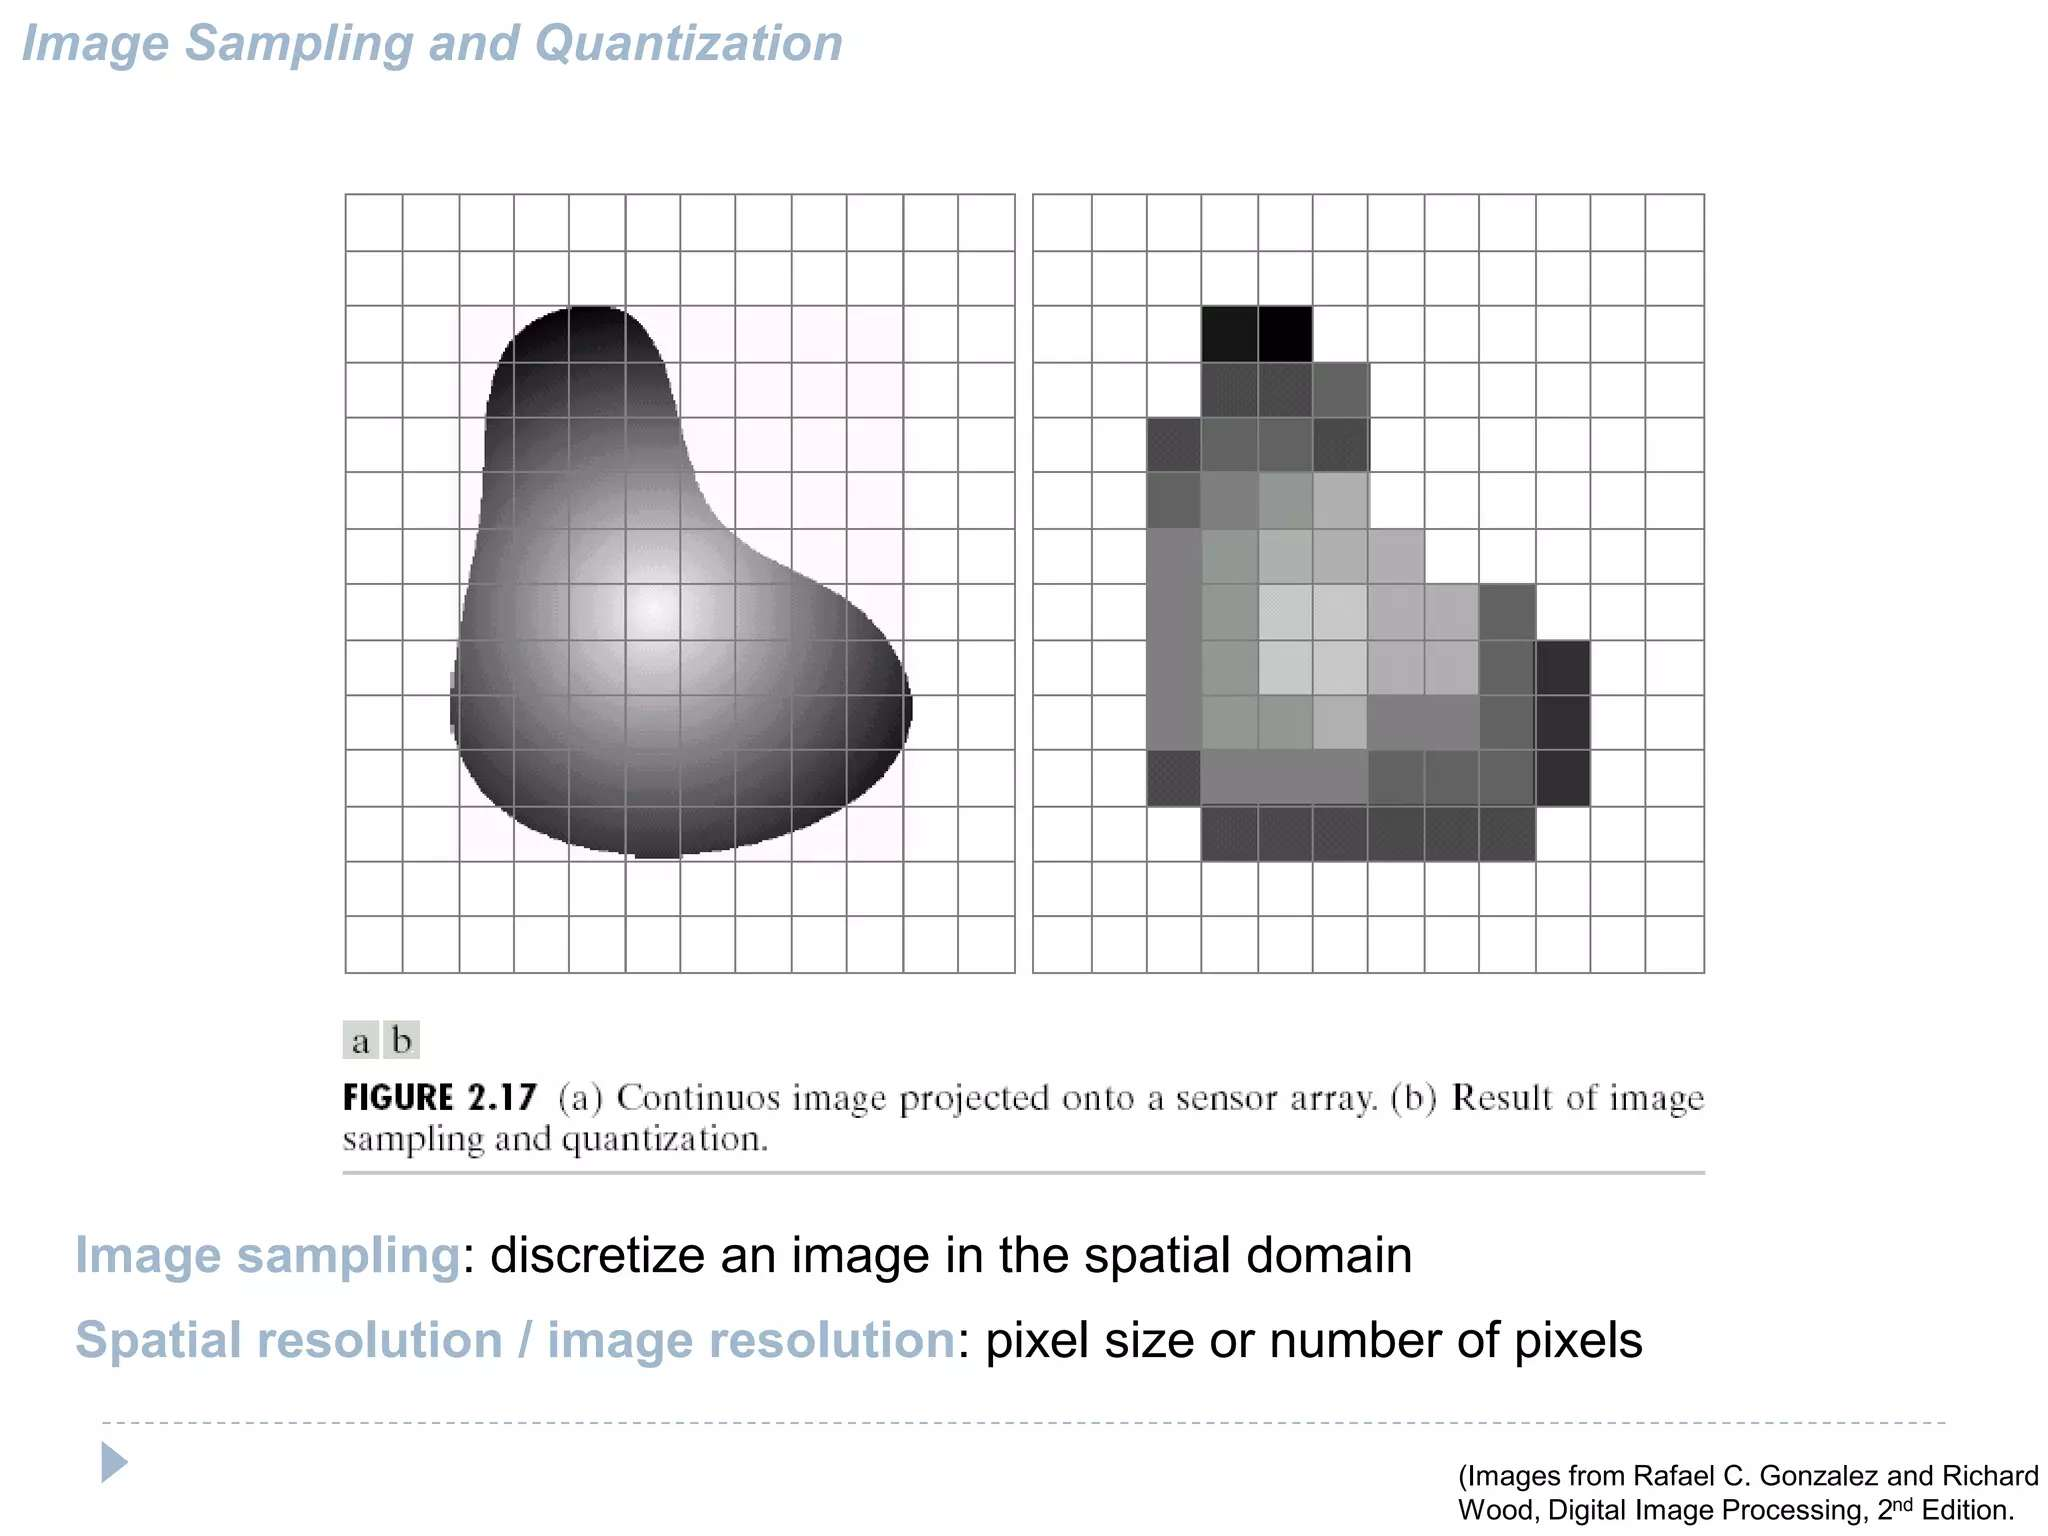 Image Sampling and Quantization
a b
FIGURE 2.17 (a) Continuos image projected onto a sensor array. (b) Result of image
sampling and quantization.
Image sampling: discretize an image in the spatial domain
Spatial resolution / image resolution: pixel size or number of pixels
(Images from Rafael C. Gonzalez and Richard
Wood, Digital Image Processing, 2nd Edition.